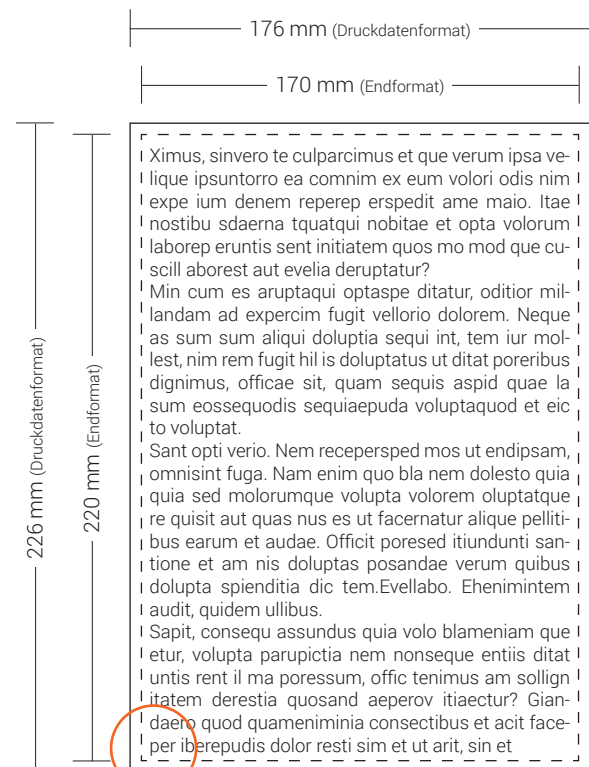 176 mm (Druckdatenformat)
170 mm (Endformat)
226 mm (Druckdatenformat)
220 mm (Endformat)
Ximus, sinvero te culparcimus et que verum ipsa ve-
lique ipsuntorro ea comnim ex eum volori odis nim
expe ium denem reperep erspedit ame maio. Itae
nostibu sdaerna tquatqui nobitae et opta volorum
laborep eruntis sent initiatem quos mo mod que cu-
scill aborest aut evelia deruptatur?
Min cum es aruptaqui optaspe ditatur, oditior mil-
landam ad expercim fugit vellorio dolorem. Neque
as sum sum aliqui doluptia sequi int, tem iur mol-
lest, nim rem fugit hil is doluptatus ut ditat poreribus
dignimus, officae sit, quam sequis aspid quae la
sum eossequodis sequiaepuda voluptaquod et eic
to voluptat.
Sant opti verio. Nem recepersped mos ut endipsam,
omnisint fuga. Nam enim quo bla nem dolesto quia
quia sed molorumque volupta volorem oluptatque
re quisit aut quas nus es ut facernatur alique pelliti-
bus earum et audae. Officit poresed itiundunti san-
tione et am nis doluptas posandae verum quibus
dolupta spienditia dic tem.Evellabo. Ehenimintem
audit, quidem ullibus.
Sapit, consequ assundus quia volo blameniam que
etur, volupta parupictia nem nonseque entiis ditat
untis rent il ma poressum, offic tenimus am sollign
itatem derestia quosand aeperov itiaectur? Gian-
daero quod quameniminia consectibus et acit face-
per iberepudis dolor resti sim et ut arit, sin et